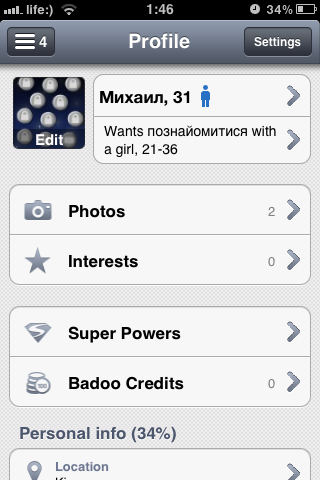 life:) 1:46 34%
4 Profile Settings
Edit
Михаил, 31
Wants познайомитися with
a girl, 21-36
Photos 2
Interests 0
Super Powers
Badoo Credits 0
Personal info (34%)
Location